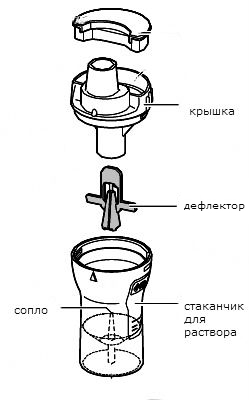 крышка
дефлектор
сопло
стаканчик
для
раствора